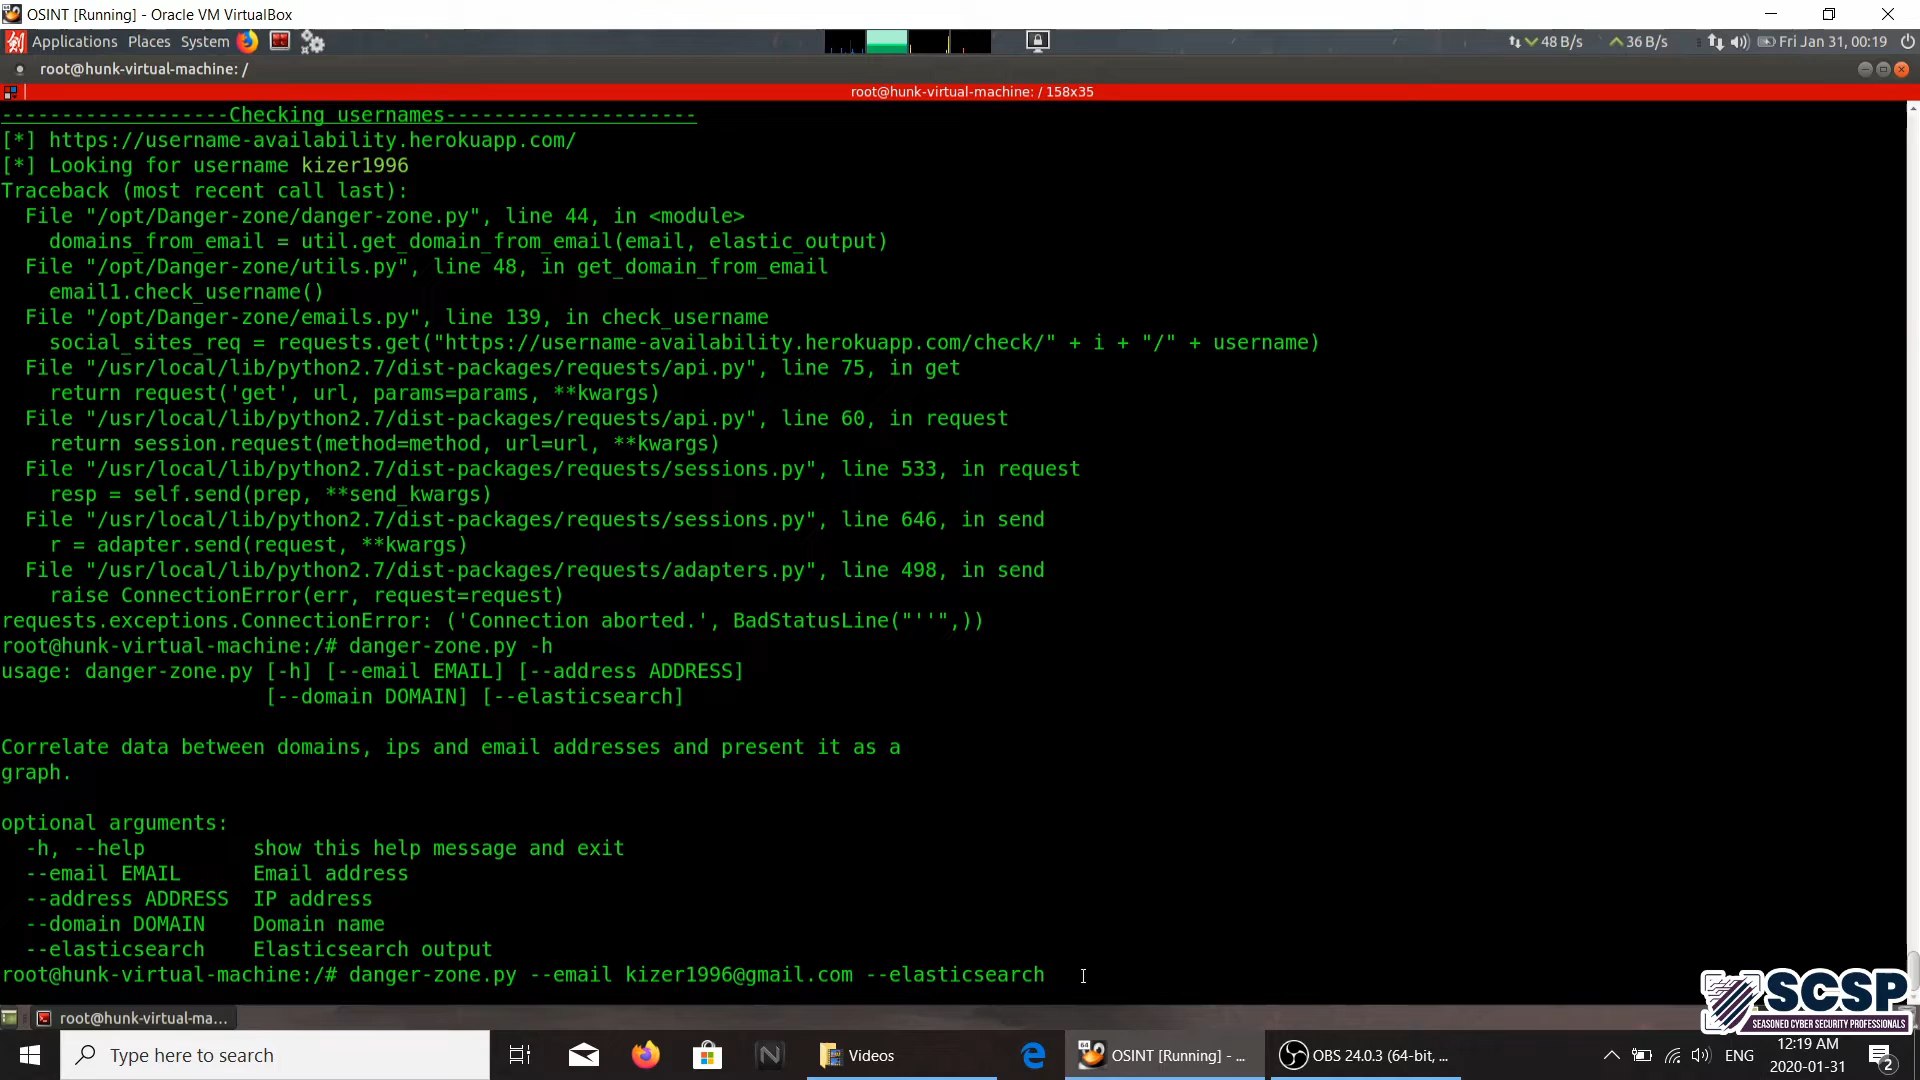 OSINT [Running] - Oracle VM VirtualBox
Applications Places System 48 B/s 36 B/s Fri Jan 31, 00:19
root@hunk-virtual-machine: /
root@hunk-virtual-machine: / 158x35
-------------------Checking usernames---------------------
[*] https://username-availability.herokuapp.com/
[*] Looking for username kizer1996
Traceback (most recent call last):
  File "/opt/Danger-zone/danger-zone.py", line 44, in <module>
    domains_from_email = util.get_domain_from_email(email, elastic_output)
  File "/opt/Danger-zone/utils.py", line 48, in get_domain_from_email
    email1.check_username()
  File "/opt/Danger-zone/emails.py", line 139, in check_username
    social_sites_req = requests.get("https://username-availability.herokuapp.com/check/" + i + "/" + username)
  File "/usr/local/lib/python2.7/dist-packages/requests/api.py", line 75, in get
    return request('get', url, params=params, **kwargs)
  File "/usr/local/lib/python2.7/dist-packages/requests/api.py", line 60, in request
    return session.request(method=method, url=url, **kwargs)
  File "/usr/local/lib/python2.7/dist-packages/requests/sessions.py", line 533, in request
    resp = self.send(prep, **send_kwargs)
  File "/usr/local/lib/python2.7/dist-packages/requests/sessions.py", line 646, in send
    r = adapter.send(request, **kwargs)
  File "/usr/local/lib/python2.7/dist-packages/requests/adapters.py", line 498, in send
    raise ConnectionError(err, request=request)
requests.exceptions.ConnectionError: ('Connection aborted.', BadStatusLine("''",))
root@hunk-virtual-machine:/# danger-zone.py -h
usage: danger-zone.py [-h] [--email EMAIL] [--address ADDRESS]
                      [--domain DOMAIN] [--elasticsearch]
Correlate data between domains, ips and email addresses and present it as a
graph.
optional arguments:
  -h, --help         show this help message and exit
  --email EMAIL      Email address
  --address ADDRESS  IP address
  --domain DOMAIN    Domain name
  --elasticsearch    Elasticsearch output
root@hunk-virtual-machine:/# danger-zone.py --email kizer1996@gmail.com --elasticsearch
SCSP
SEASONED CYBER SECURITY PROFESSIONALS
root@hunk-virtual-ma...
Type here to search
Videos
64
OSINT [Running] - ...
OBS 24.0.3 (64-bit, ...
ENG
12:19 AM
2020-01-31
2